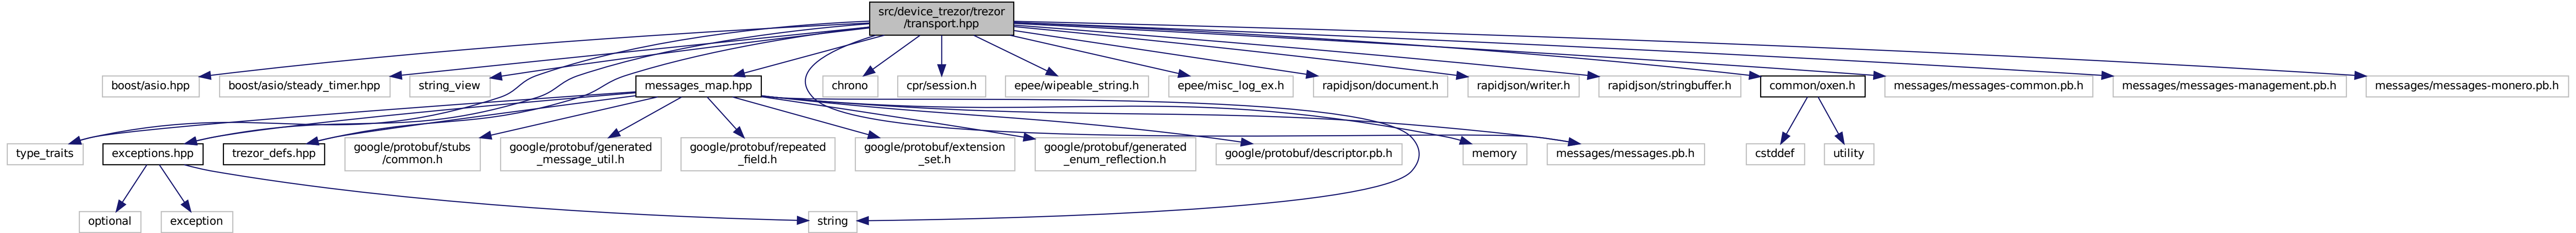 src/device_trezor/trezor
/transport.hpp
boost/asio.hpp
boost/asio/steady_timer.hpp
string_view
messages_map.hpp
chrono
cpr/session.h
epee/wipeable_string.h
epee/misc_log_ex.h
rapidjson/document.h
rapidjson/writer.h
rapidjson/stringbuffer.h
common/oxen.h
messages/messages-common.pb.h
messages/messages-management.pb.h
messages/messages-monero.pb.h
type_traits
exceptions.hpp
trezor_defs.hpp
google/protobuf/stubs
/common.h
google/protobuf/generated
_message_util.h
google/protobuf/repeated
_field.h
google/protobuf/extension
_set.h
google/protobuf/generated
_enum_reflection.h
google/protobuf/descriptor.pb.h
memory
messages/messages.pb.h
cstddef
utility
optional
exception
string